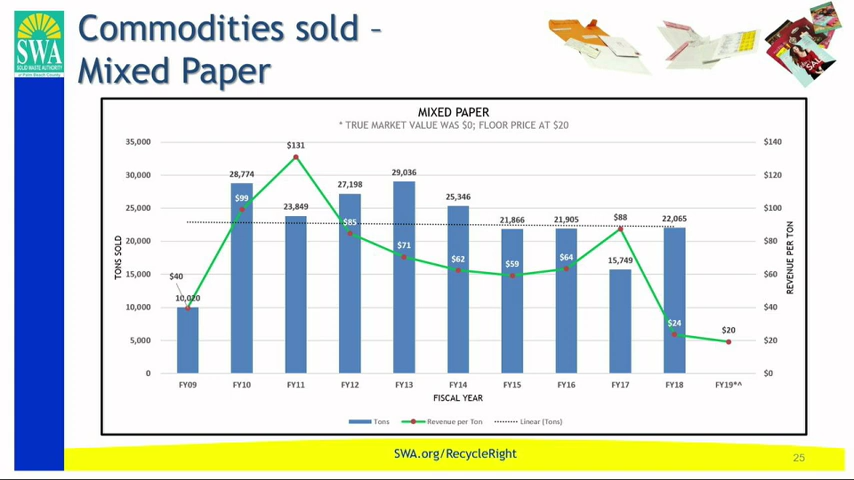 SWA
SOLID WASTE AUTHORITY
of Palm Beach County
Commodities sold –
Mixed Paper
MIXED PAPER
* TRUE MARKET VALUE WAS $0; FLOOR PRICE AT $20
35,000
30,000
25,000
20,000
15,000
10,000
5,000
0
TONS SOLD
$140
$120
$100
$80
$60
$40
$20
$0
REVENUE PER TON
10,020
28,774
23,849
27,198
29,036
25,346
21,866
21,905
15,749
22,065
$40
$99
$131
$85
$71
$62
$59
$64
$88
$24
$20
FY09 FY10 FY11 FY12 FY13 FY14 FY15 FY16 FY17 FY18 FY19*^
FISCAL YEAR
Tons Revenue per Ton Linear (Tons)
SWA.org/RecycleRight
25